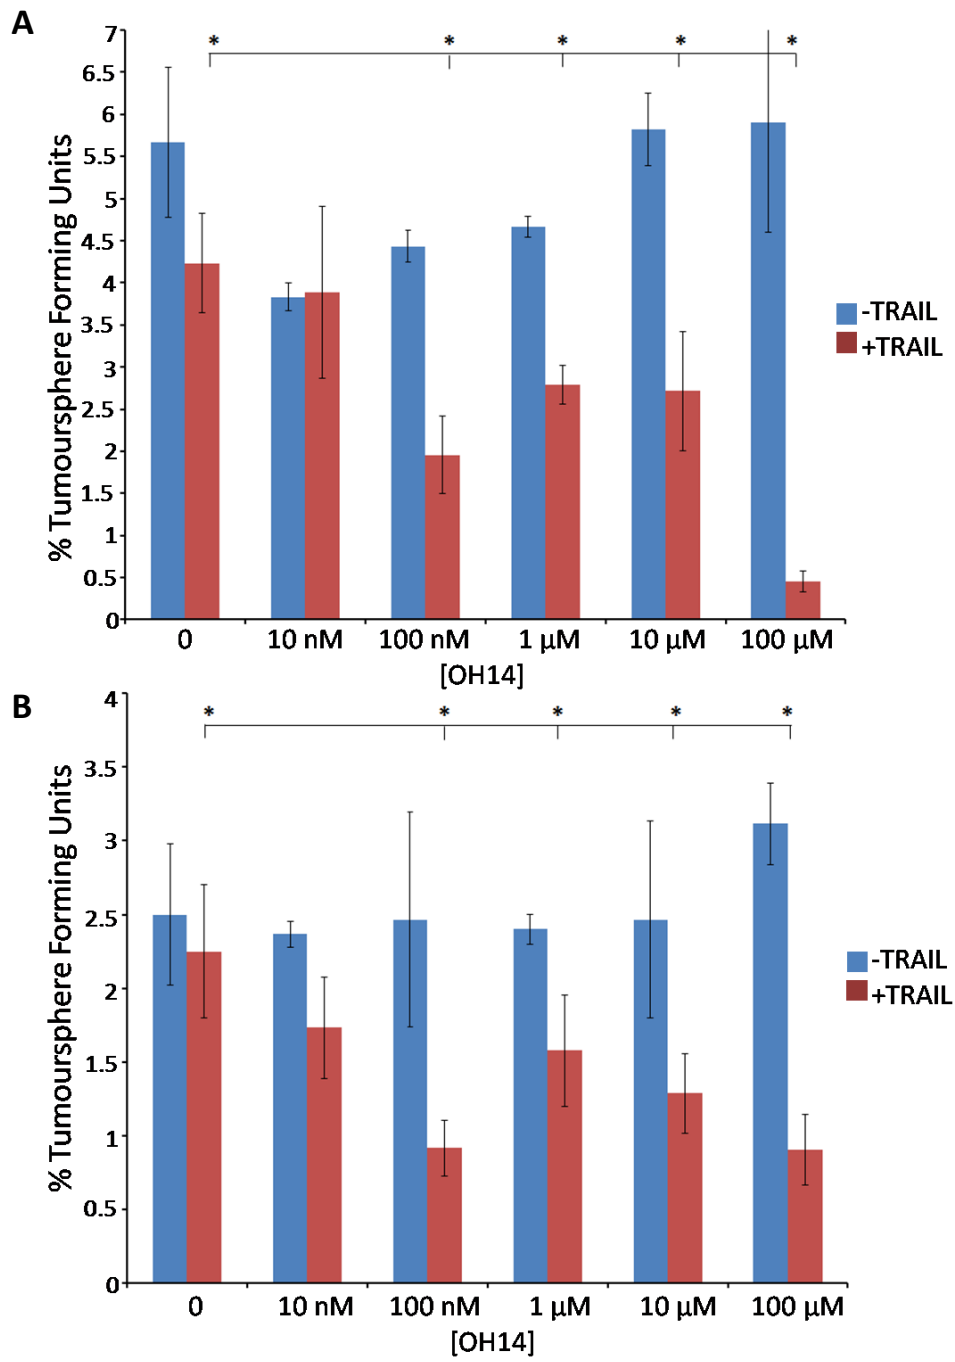 A
* * * * *
7
6.5
6
5.5
5
4.5
4
3.5
3
2.5
2
1.5
1
0.5
0
% Tumoursphere Forming Units
-TRAIL
+TRAIL
0 10 nM 100 nM 1 µM 10 µM 100 µM
[OH14]
B
* * * * *
4
3.5
3
2.5
2
1.5
1
0.5
0
% Tumoursphere Forming Units
-TRAIL
+TRAIL
0 10 nM 100 nM 1 µM 10 µM 100 µM
[OH14]